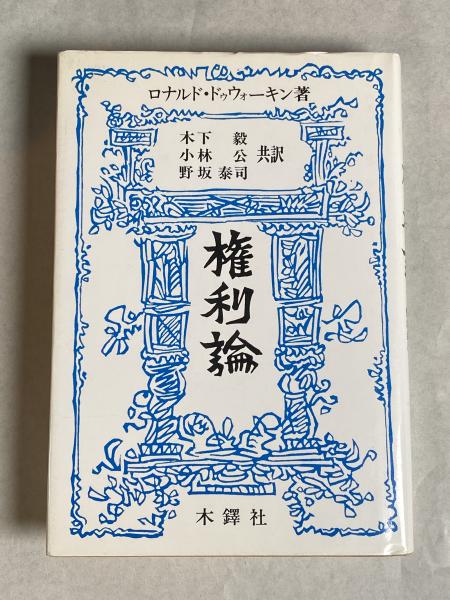 ロナルド・ドゥウォーキン著
木下 毅
小林 公 共訳
野坂泰司
権利論
木鐸社